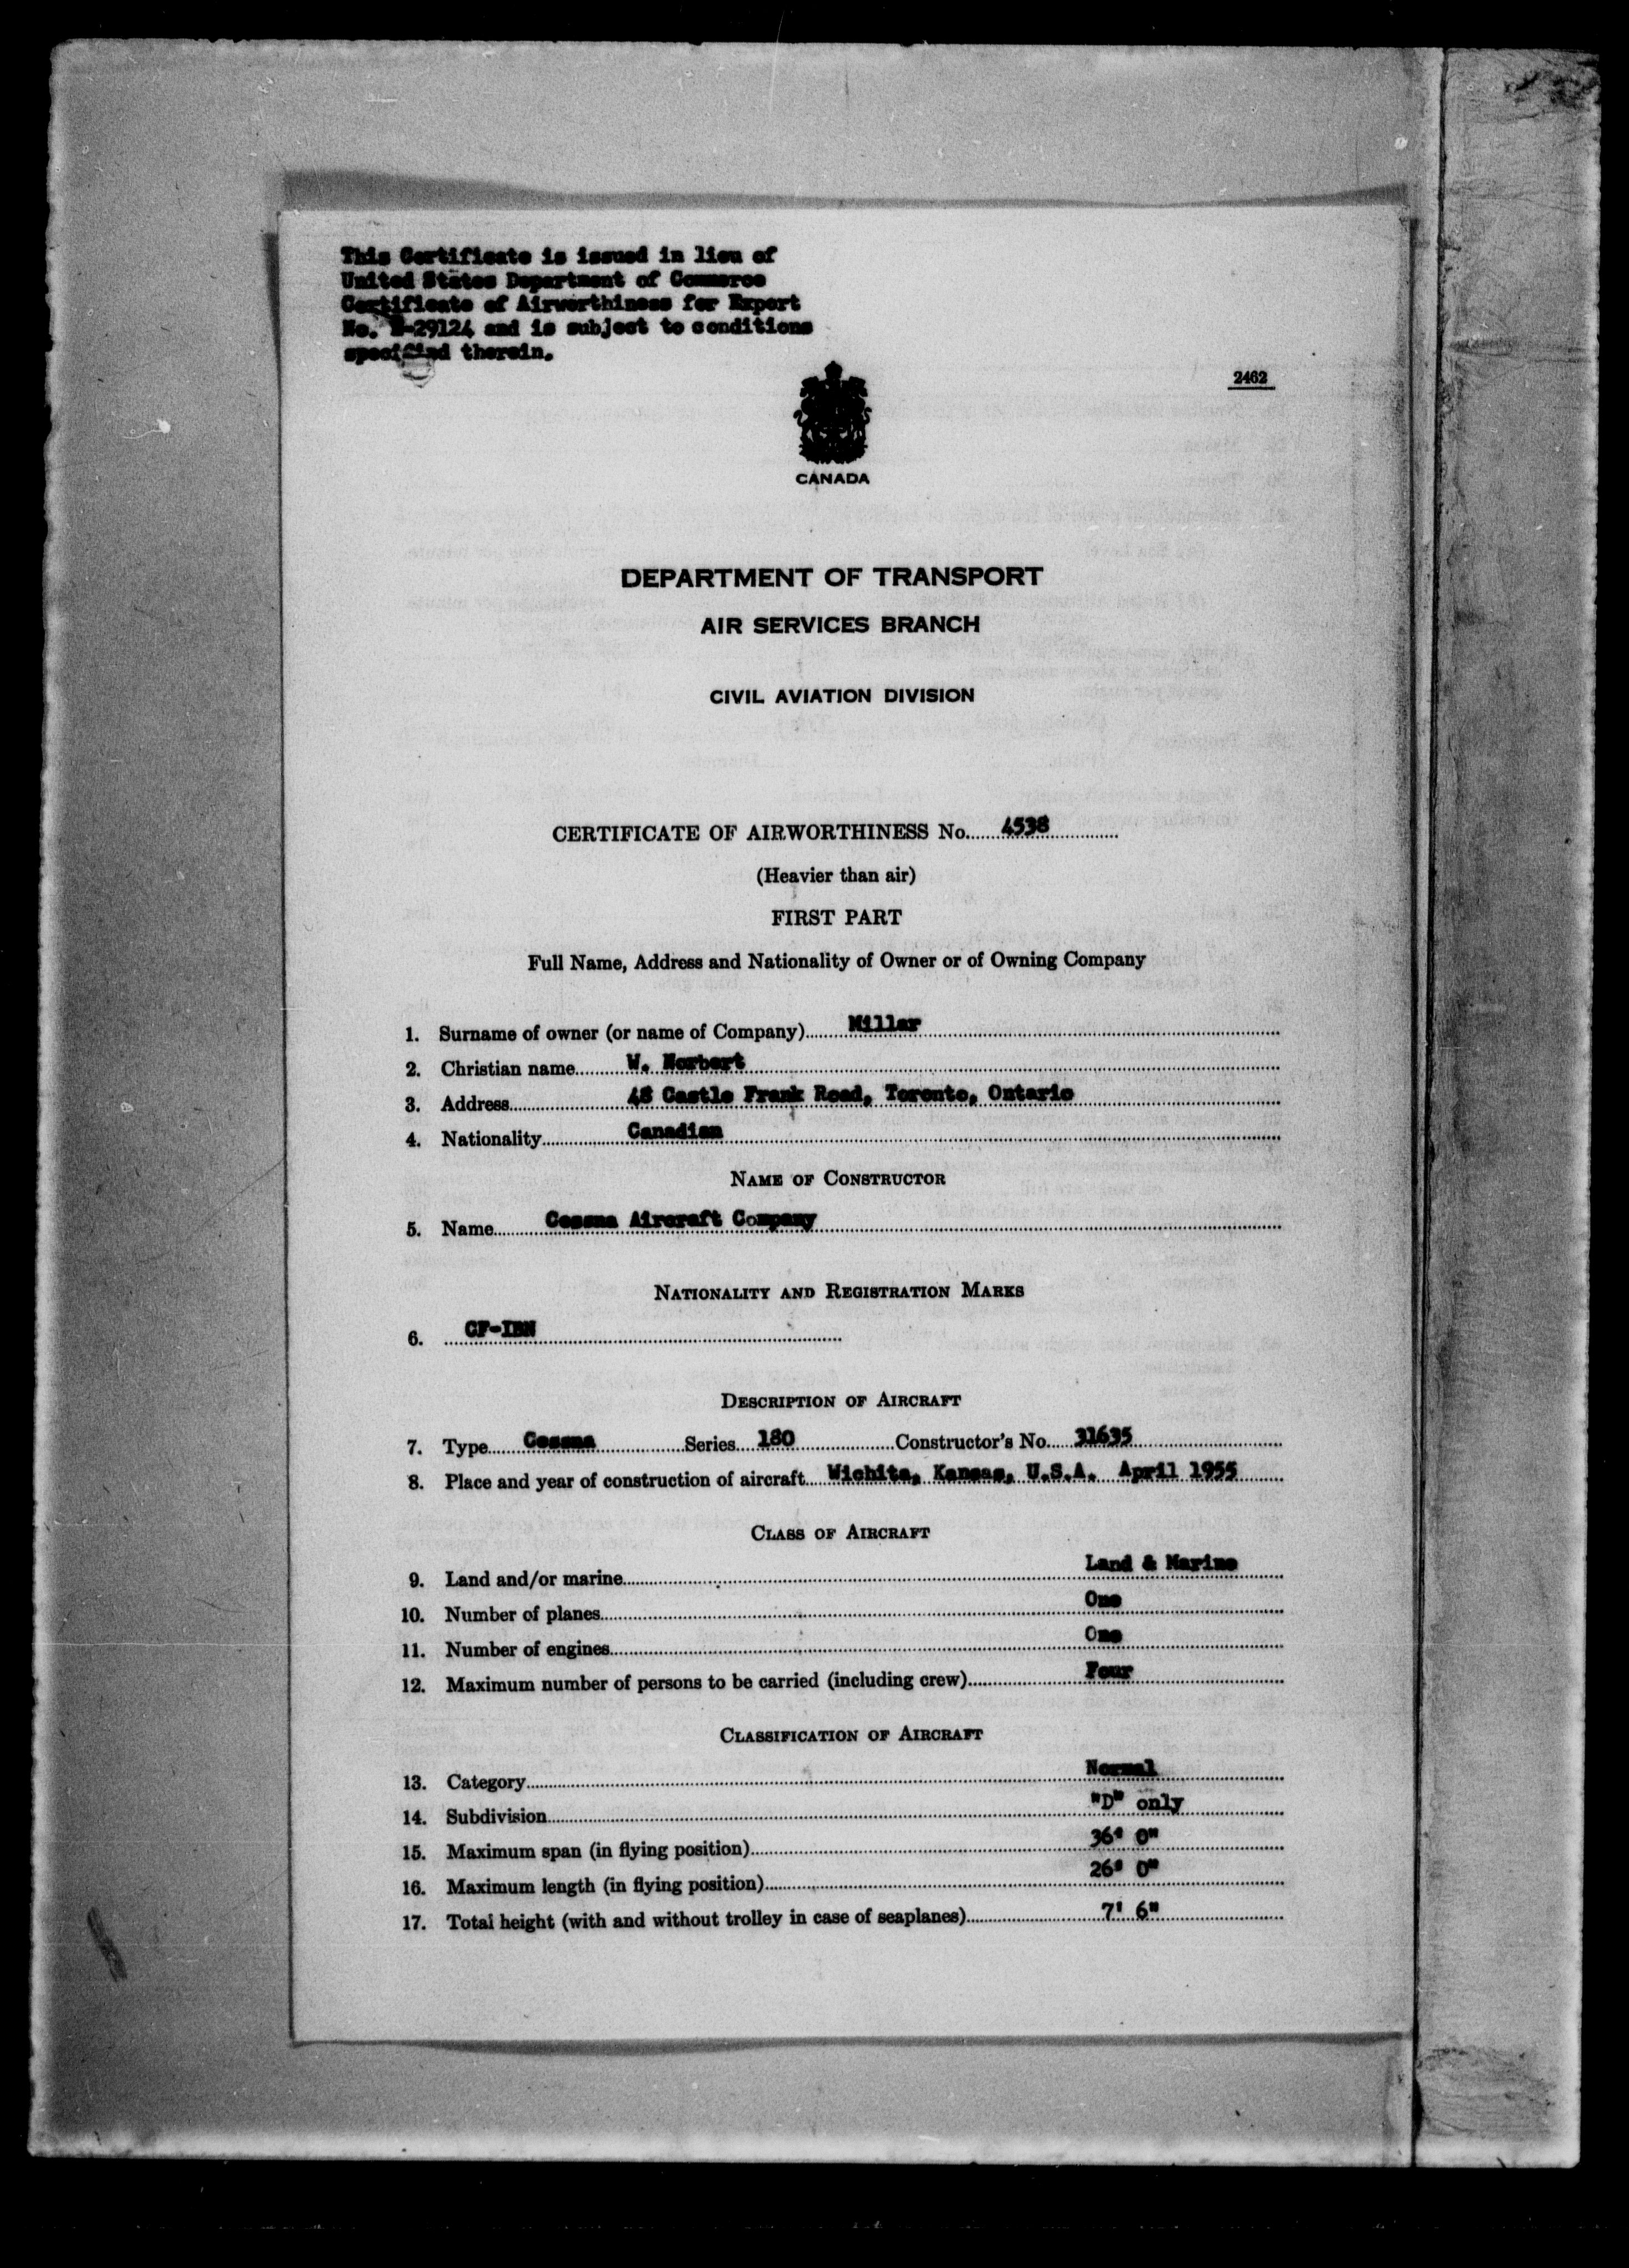 This Certificate is issued in lieu of
United States Department of Commerce
Certificate of Airworthiness for Export
No. E-29124 and is subject to conditions
specified therein.
2462
CANADA
DEPARTMENT OF TRANSPORT
AIR SERVICES BRANCH
CIVIL AVIATION DIVISION
CERTIFICATE OF AIRWORTHINESS No. 4538
(Heavier than air)
FIRST PART
Full Name, Address and Nationality of Owner or of Owning Company
1. Surname of owner (or name of Company) Miller
2. Christian name W. Norbert
3. Address 48 Castle Frank Road, Toronto, Ontario
4. Nationality Canadian
NAME OF CONSTRUCTOR
5. Name Cessna Aircraft Company
NATIONALITY AND REGISTRATION MARKS
6. CF-IBN
DESCRIPTION OF AIRCRAFT
7. Type Cessna Series 180 Constructor's No. 31635
8. Place and year of construction of aircraft Wichita, Kansas, U.S.A. April 1955
CLASS OF AIRCRAFT
9. Land and/or marine Land & Marine
10. Number of planes One
11. Number of engines One
12. Maximum number of persons to be carried (including crew) Four
CLASSIFICATION OF AIRCRAFT
13. Category Normal
14. Subdivision "D" only
15. Maximum span (in flying position) 36' 0"
16. Maximum length (in flying position) 26' 0"
17. Total height (with and without trolley in case of seaplanes) 7' 6"